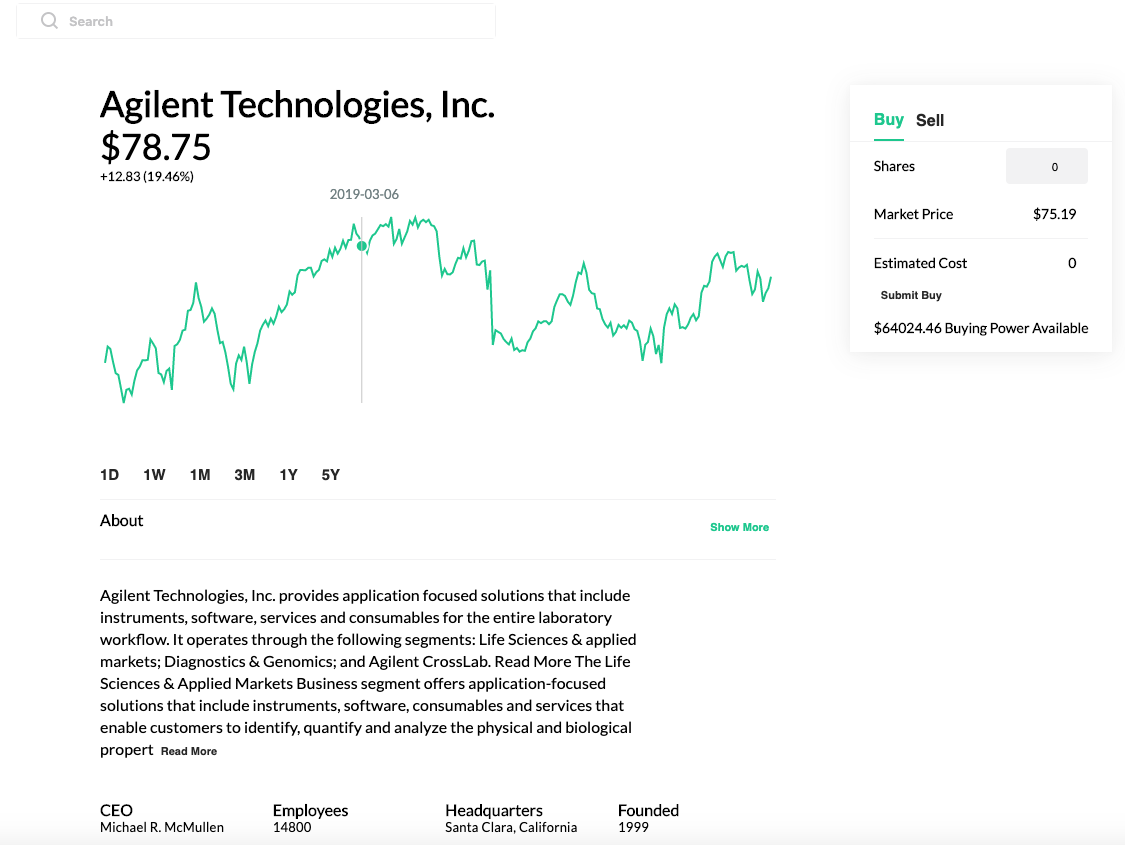 Search
Agilent Technologies, Inc.
$78.75
+12.83 (19.46%)
2019-03-06
1D 1W 1M 3M 1Y 5Y
About
Show More
Agilent Technologies, Inc. provides application focused solutions that include
instruments, software, services and consumables for the entire laboratory
workflow. It operates through the following segments: Life Sciences & applied
markets; Diagnostics & Genomics; and Agilent CrossLab. Read More The Life
Sciences & Applied Markets Business segment offers application-focused
solutions that include instruments, software, consumables and services that
enable customers to identify, quantify and analyze the physical and biological
propert Read More
CEO Employees Headquarters Founded
Michael R. McMullen 14800 Santa Clara, California 1999
Buy Sell
Shares 0
Market Price $75.19
Estimated Cost 0
Submit Buy
$64024.46 Buying Power Available